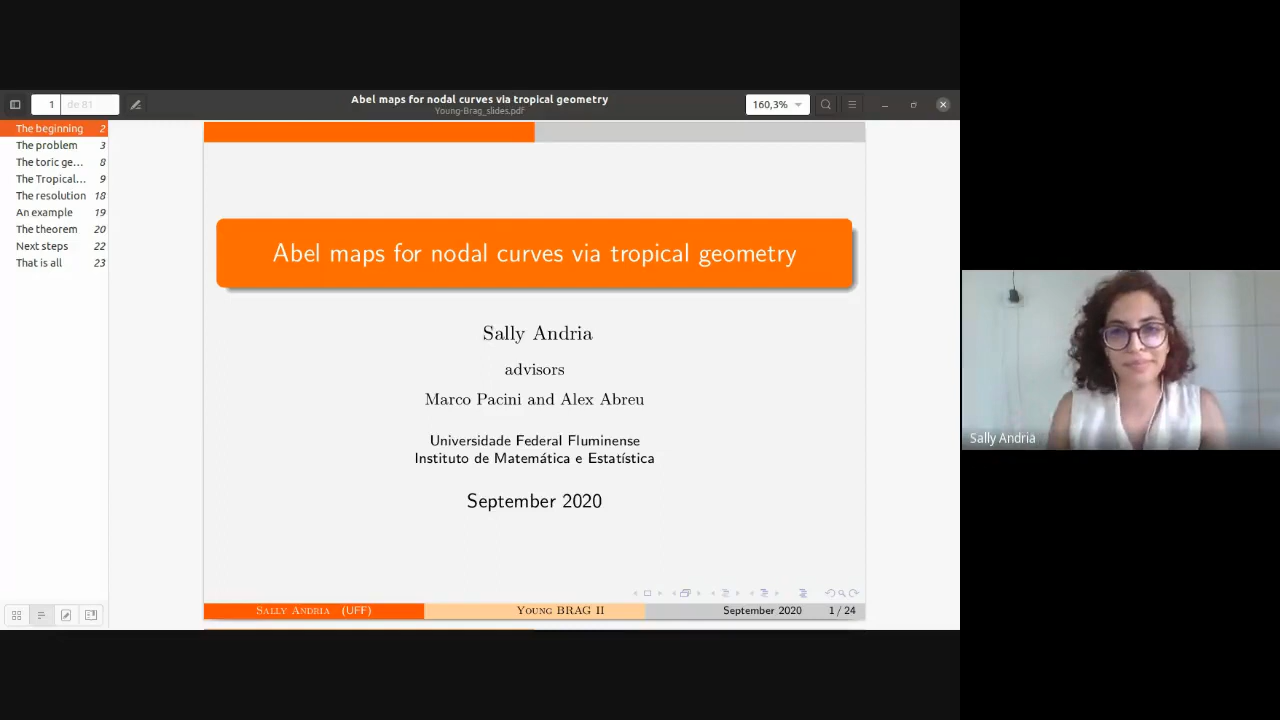 1 de 81
Abel maps for nodal curves via tropical geometry
Young-Brag_slides.pdf
160,3%
The beginning 2
The problem 3
The toric ge... 8
The Tropical... 9
The resolution 18
An example 19
The theorem 20
Next steps 22
That is all 23
Abel maps for nodal curves via tropical geometry
Sally Andria
advisors
Marco Pacini and Alex Abreu
Universidade Federal Fluminense
Instituto de Matemática e Estatística
September 2020
Sally Andria (UFF) Young BRAG II September 2020 1 / 24
Sally Andria